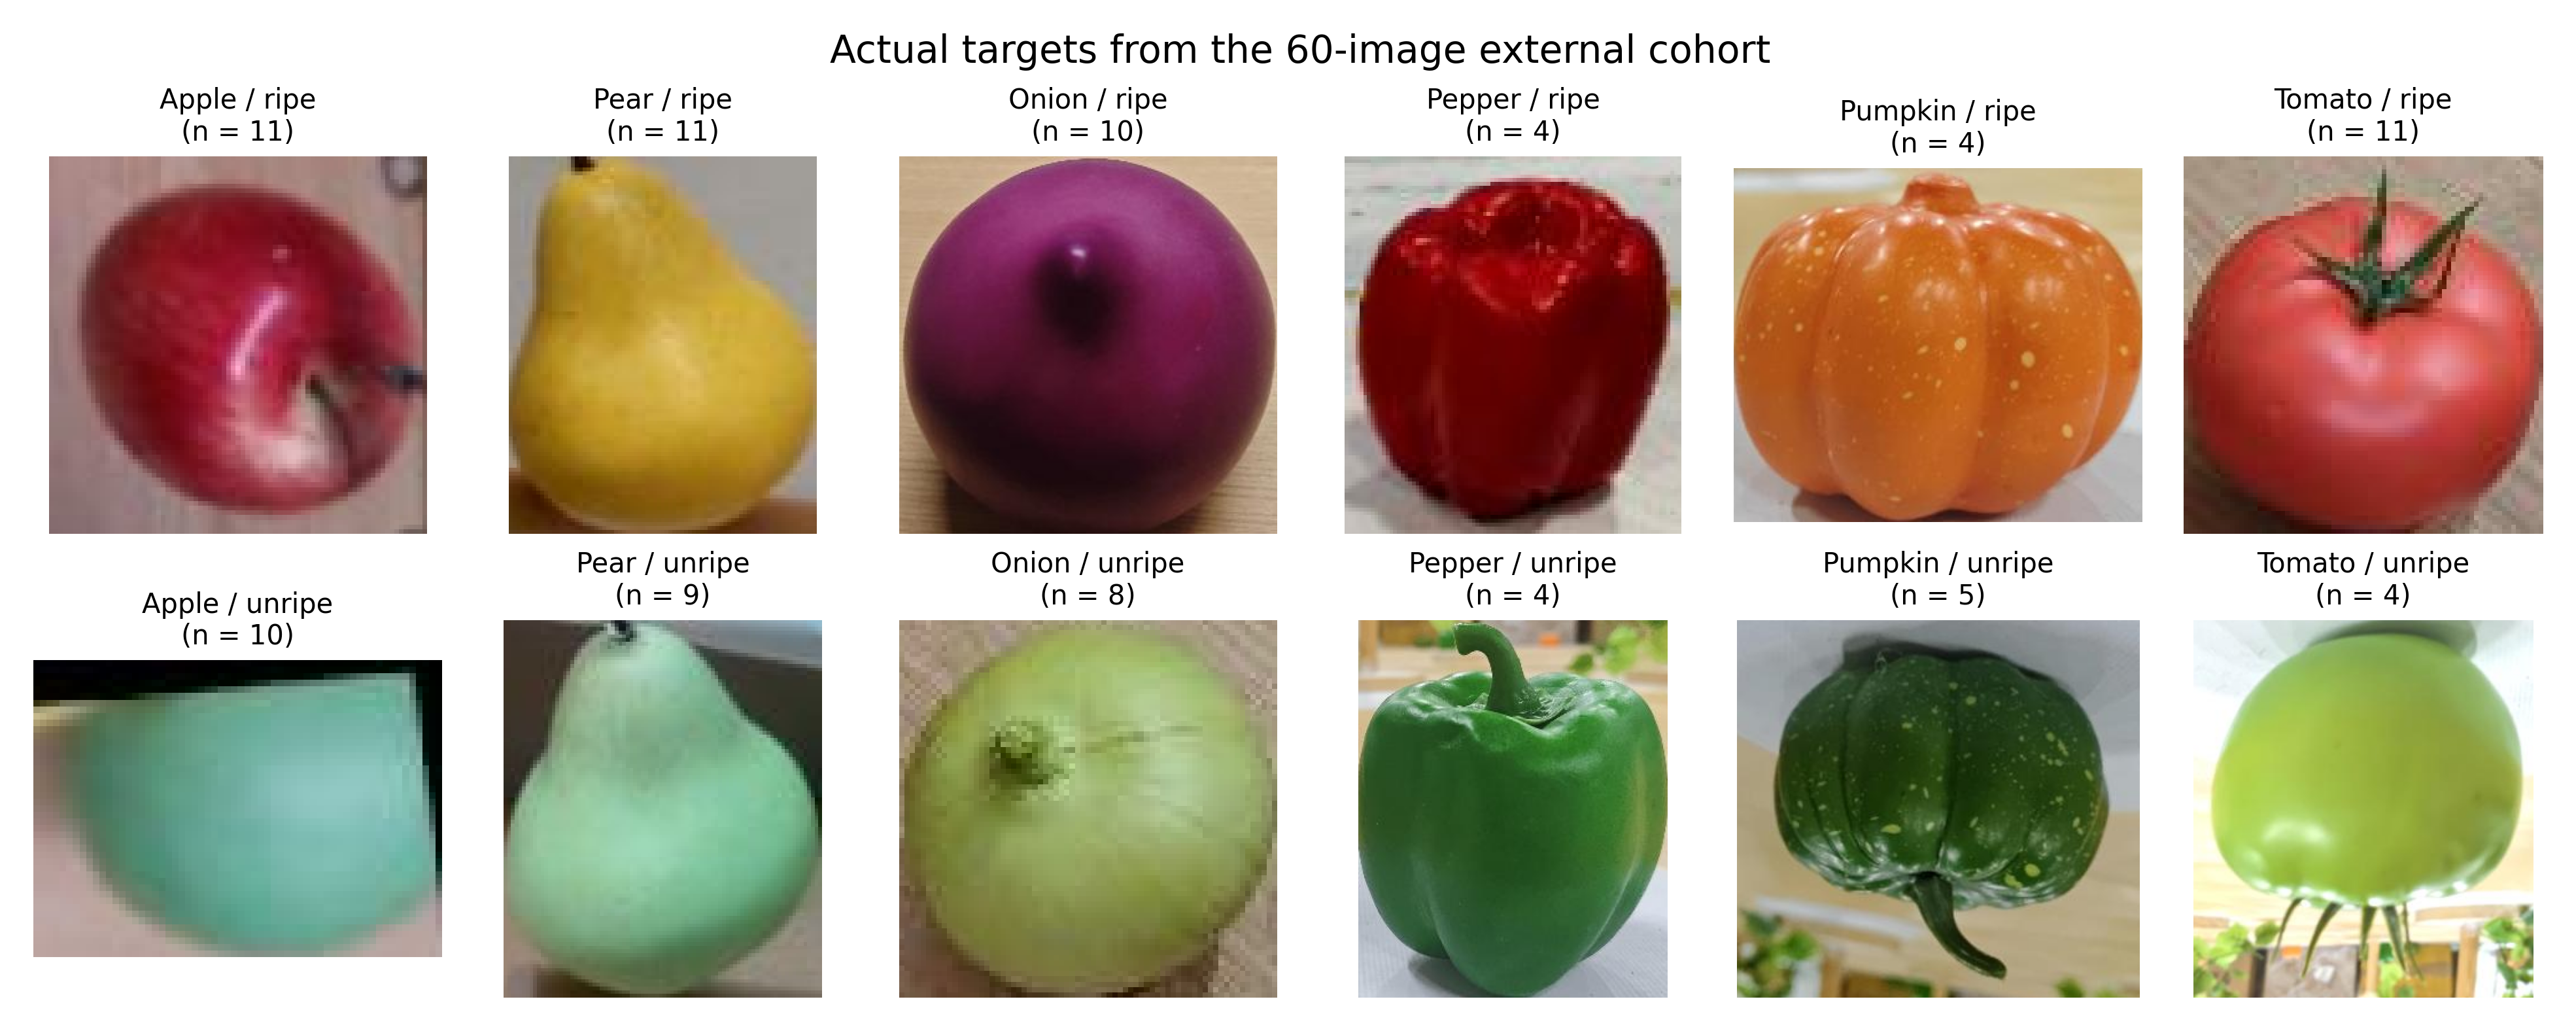 Actual targets from the 60-image external cohort
Apple / ripe
(n = 11)
Pear / ripe
(n = 11)
Onion / ripe
(n = 10)
Pepper / ripe
(n = 4)
Pumpkin / ripe
(n = 4)
Tomato / ripe
(n = 11)
Apple / unripe
(n = 10)
Pear / unripe
(n = 9)
Onion / unripe
(n = 8)
Pepper / unripe
(n = 4)
Pumpkin / unripe
(n = 5)
Tomato / unripe
(n = 4)